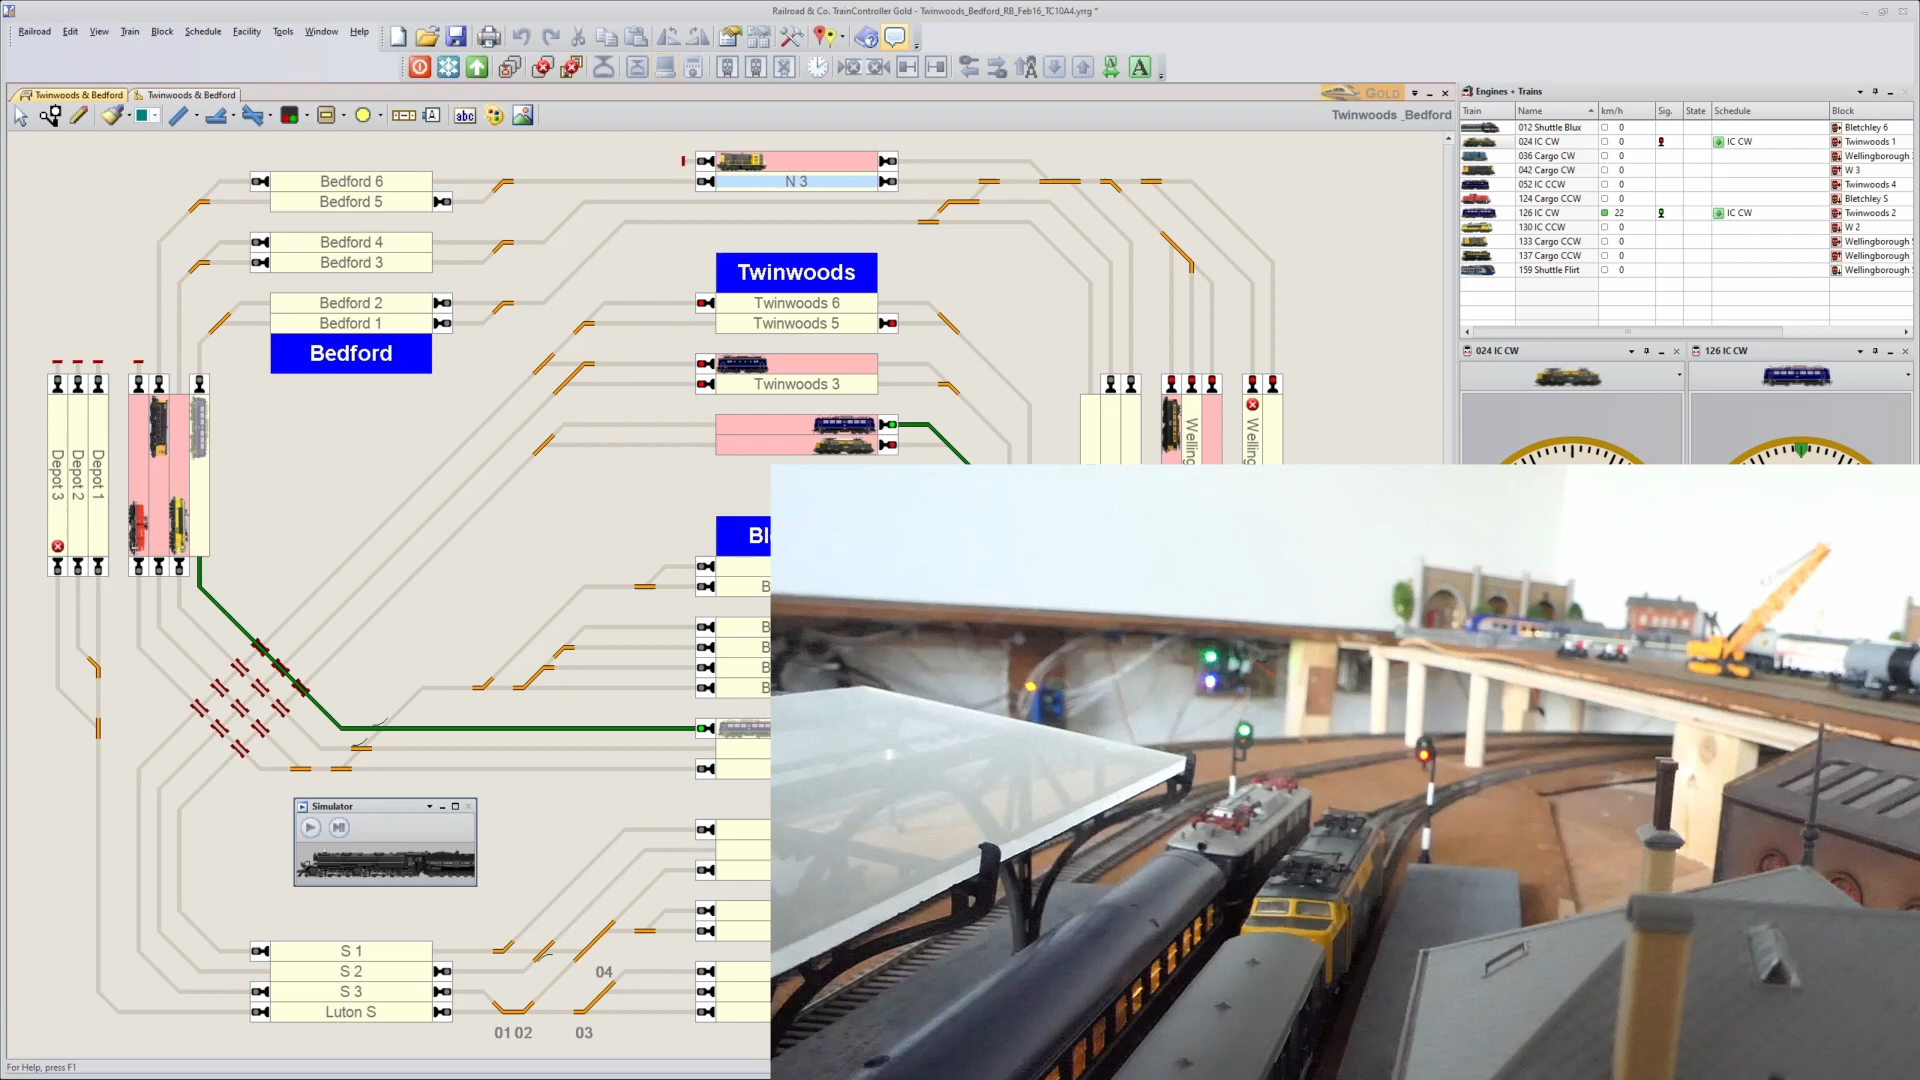 Railroad & Co. TrainController Gold - Twinwoods_Bedford_RB_Feb16_TC10A4.yrrg *
Railroad Edit View Train Block Schedule Facility Tools Window Help
Twinwoods & Bedford
Twinwoods & Bedford
GOLD
abc
Twinwoods _Bedford
Bedford 6
Bedford 5
Bedford 4
Bedford 3
Bedford 2
Bedford 1
Bedford
N 3
Twinwoods
Twinwoods 6
Twinwoods 5
Twinwoods 3
Depot 3
Depot 2
Depot 1
Welling
Welling
Bl
B
B
B
B
B
Simulator
S 1
S 2
S 3
Luton S
04
01 02
03
For Help, press F1
Engines + Trains
Train Name km/h Sig. State Schedule Block
012 Shuttle Blux 0 Bletchley 6
024 IC CW 0 IC CW Twinwoods 1
036 Cargo CW 0 Wellingborough
042 Cargo CW 0 W 3
052 IC CCW 0 Twinwoods 4
124 Cargo CCW 0 Bletchley S
126 IC CW 22 IC CW Twinwoods 2
130 IC CCW 0 W 2
133 Cargo CCW 0 Wellingborough
137 Cargo CCW 0 Wellingborough
159 Shuttle Flirt 0 Wellingborough
024 IC CW
126 IC CW